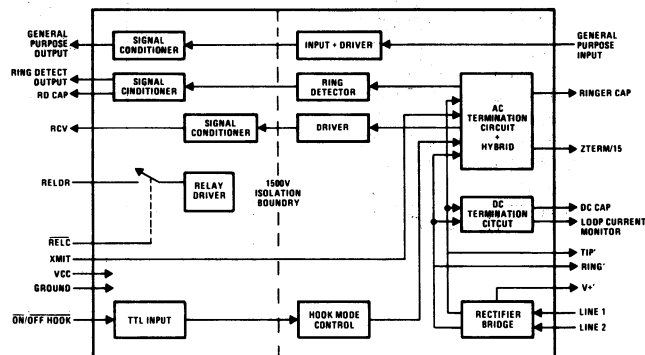 GENERAL
PURPOSE
DUTPUT
SIGNAL
CONDITIONER
INPUT + DRIVER
GENERAL
PURPOSE
INPUT
RING DETECT
OUTPUT
RD CAP
SIGNAL
CINDITIONER
RING
DETECTOR
AC
TERMINATION
CIRCUIT
+
HYBRID
RINGER CAP
RCV
SIGNAL
CONDITIONER
DRIVER
ZTERM/15
RELDR
RELAY
DRIVER
1500V
ISOLATION
BOUNDRY
DC
TERMINATION
CITCUT
DC CAP
LOOP CURRENT
MONITOR
RELC
XMIT
TIP'
RING'
VCC
GROUND
V+'
ON/OFF HOOK
TTL INPUT
HOOK MODE
CONTROL
RECTIFIER
BRIDGE
LINE 1
LINE 2